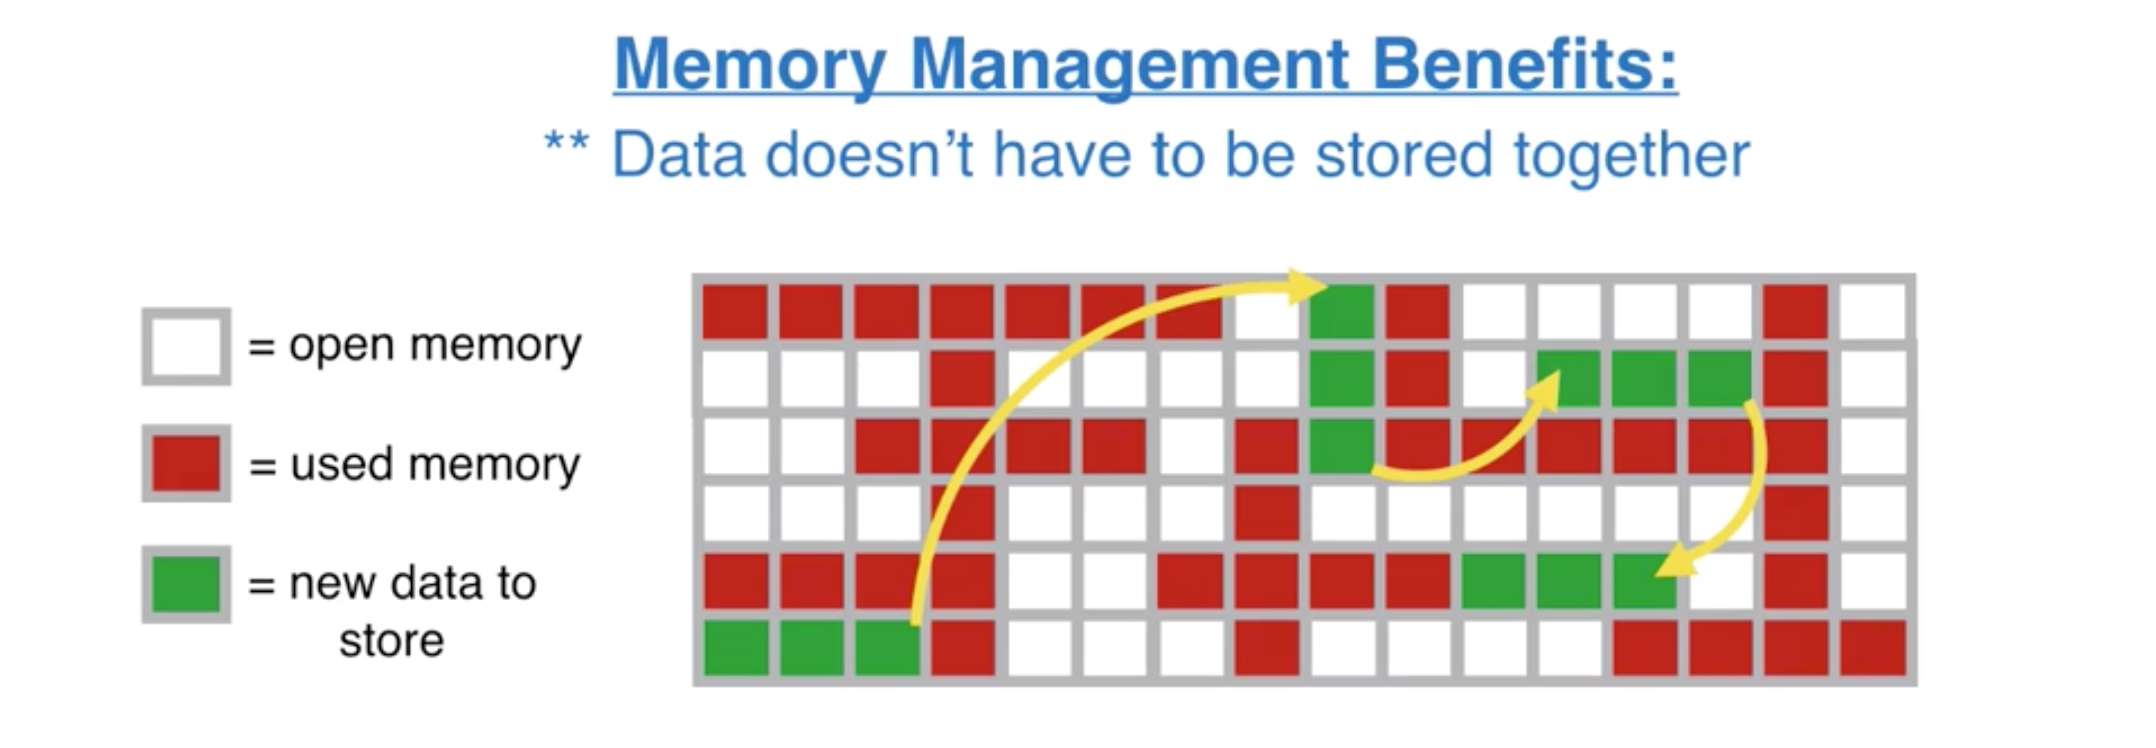 Memory Management Benefits:
** Data doesn’t have to be stored together
= open memory
= used memory
= new data to
store